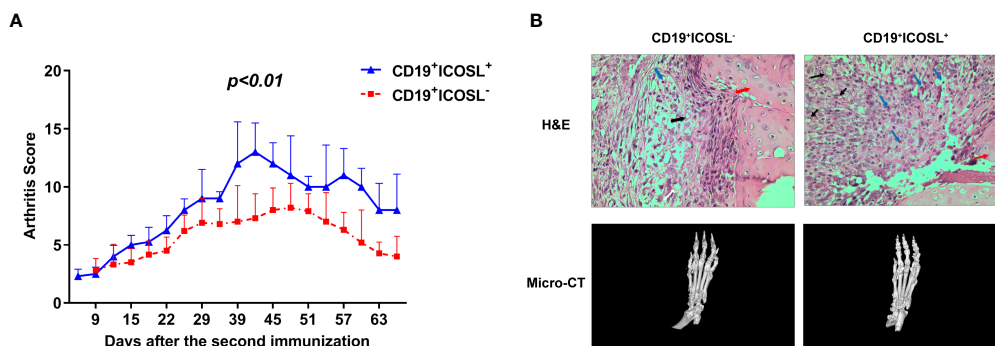 A
20
15
10
5
0
Arthritis Score
p<0.01
CD19⁺ICOSL⁺
CD19⁺ICOSL⁻
9 15 22 29 39 45 51 57 63
Days after the second immunization
B
CD19⁺ICOSL⁻ CD19⁺ICOSL⁺
H&E
Micro-CT